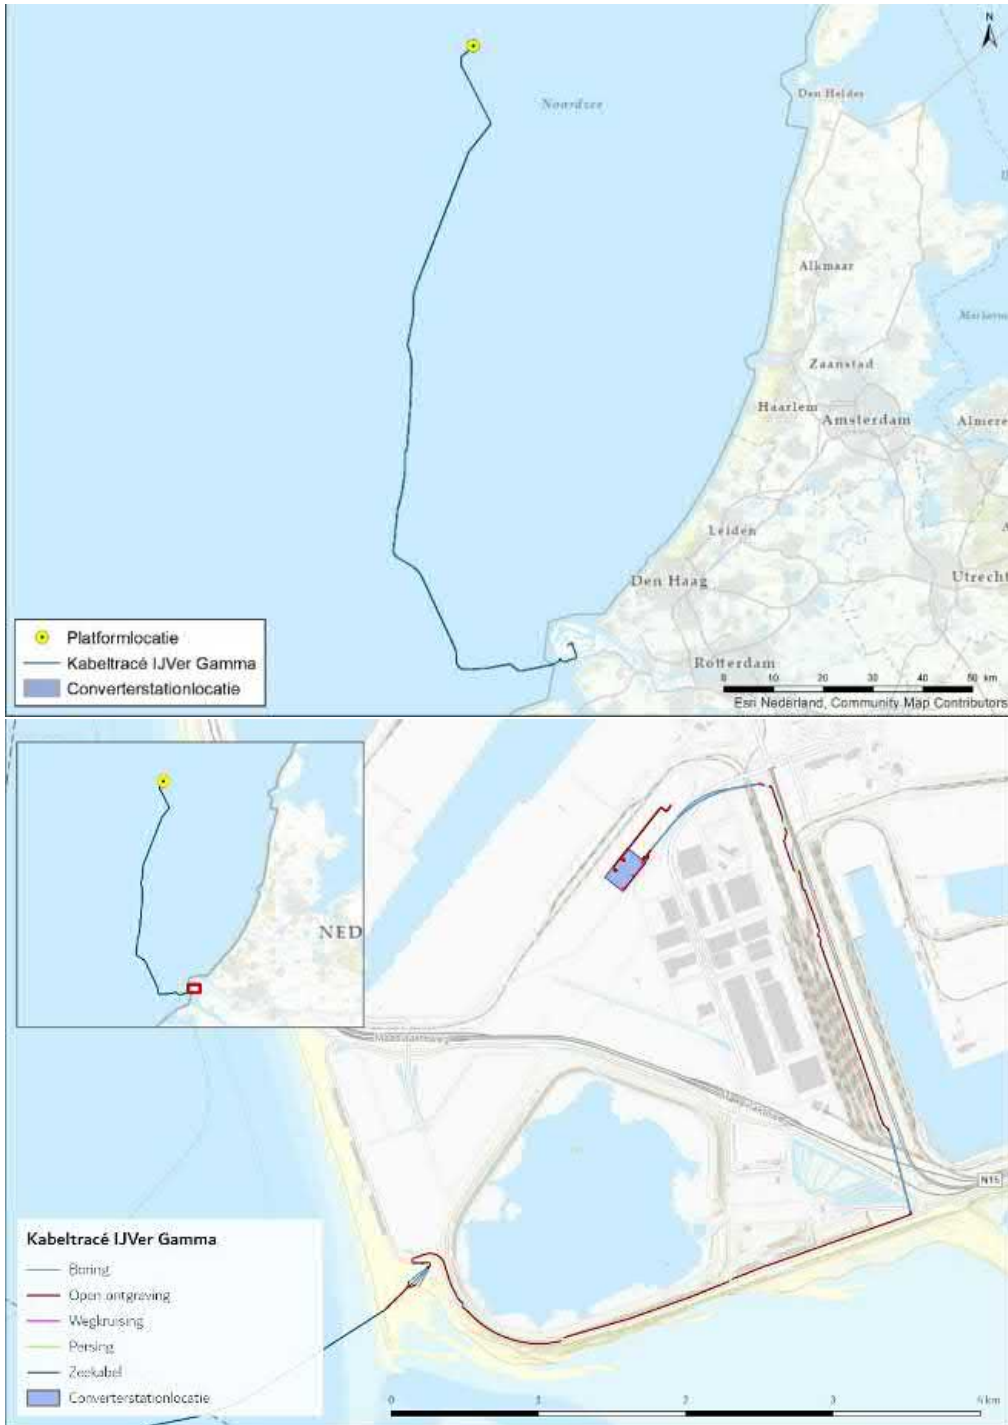 N
Den Helder
Noordzee
Alkmaar
Zaanstad
Haarlem
Amsterdam
Almere
Leiden
Den Haag
Utrecht
Rotterdam
Platformlocatie
Kabeltracé IJVer Gamma
Converterstationlocatie
0 10 20 30 40 50 km
Esri Nederland, Community Map Contributors
NED
N15
Kabeltracé IJVer Gamma
Boring
Open ontgraving
Wegkruising
Persing
Zeekabel
Converterstationlocatie
0 1 2 3 4 km